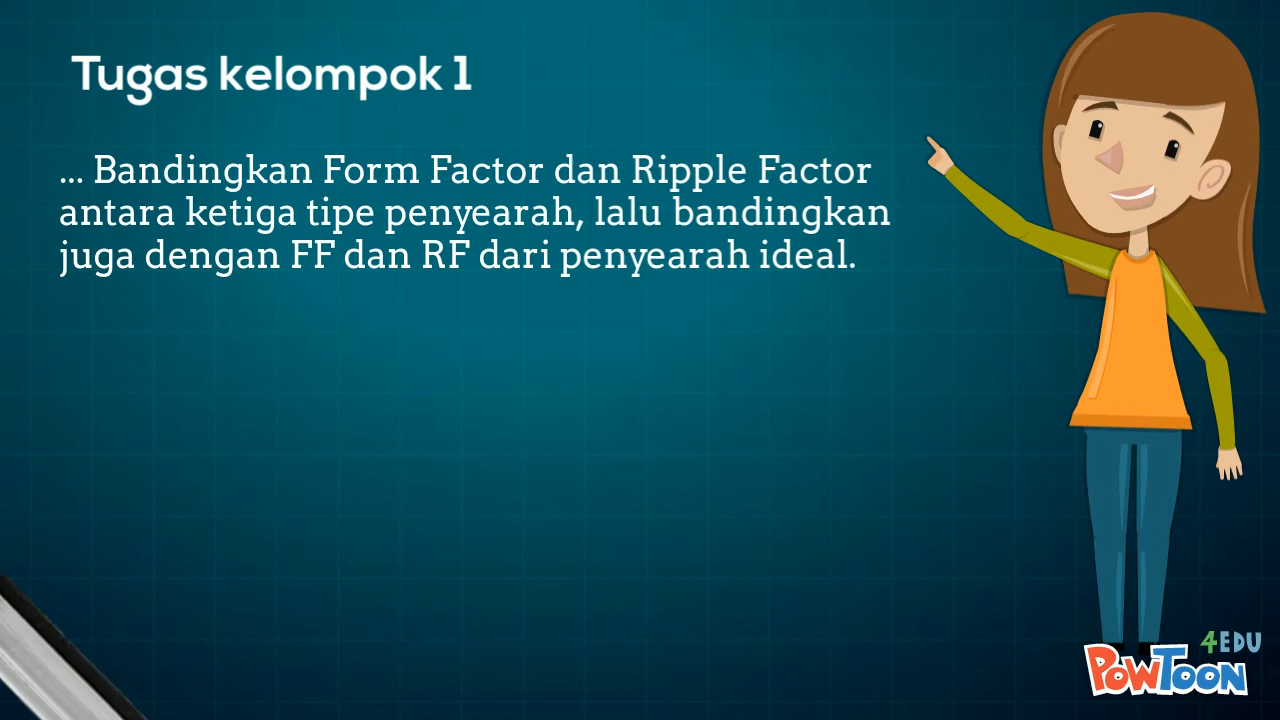 Tugas kelompok 1
... Bandingkan Form Factor dan Ripple Factor
antara ketiga tipe penyearah, lalu bandingkan
juga dengan FF dan RF dari penyearah ideal.
4EDU
POWTOON